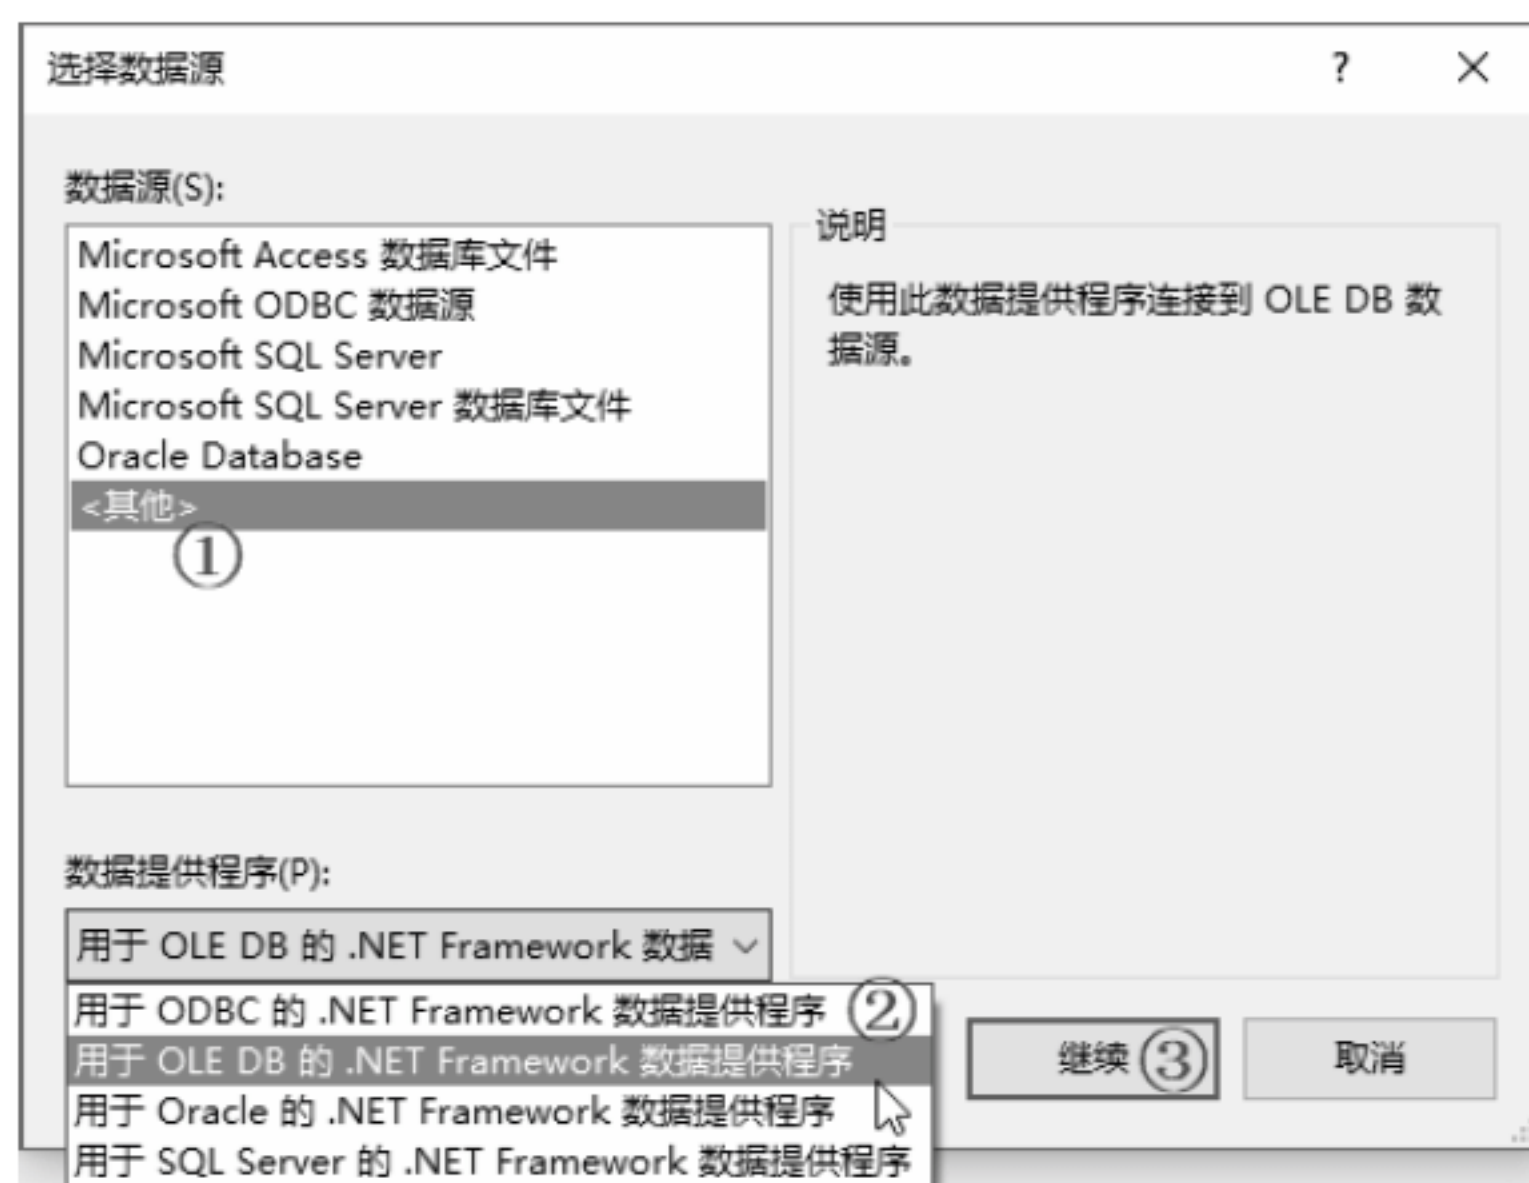 选择数据源
?
数据源(S):
Microsoft Access 数据库文件
Microsoft ODBC 数据源
Microsoft SQL Server
Microsoft SQL Server 数据库文件
Oracle Database
<其他>
①
说明
使用此数据提供程序连接到 OLE DB 数
据源。
数据提供程序(P):
用于 OLE DB 的 .NET Framework 数据
用于 ODBC 的 .NET Framework 数据提供程序 ②
用于 OLE DB 的 .NET Framework 数据提供程序
用于 Oracle 的 .NET Framework 数据提供程序
用于 SQL Server 的 .NET Framework 数据提供程序
继续 ③
取消